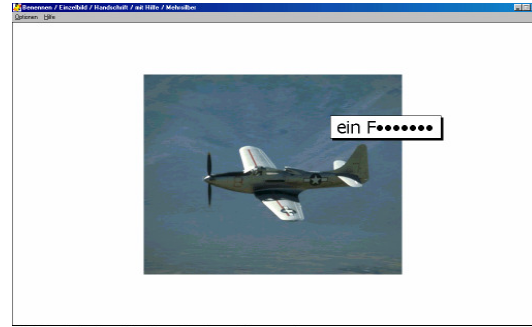 Benennen / Einzelbild / Handschrift / mit Hilfe / Mehrsilber
Optionen Hilfe
ein F●●●●●●●